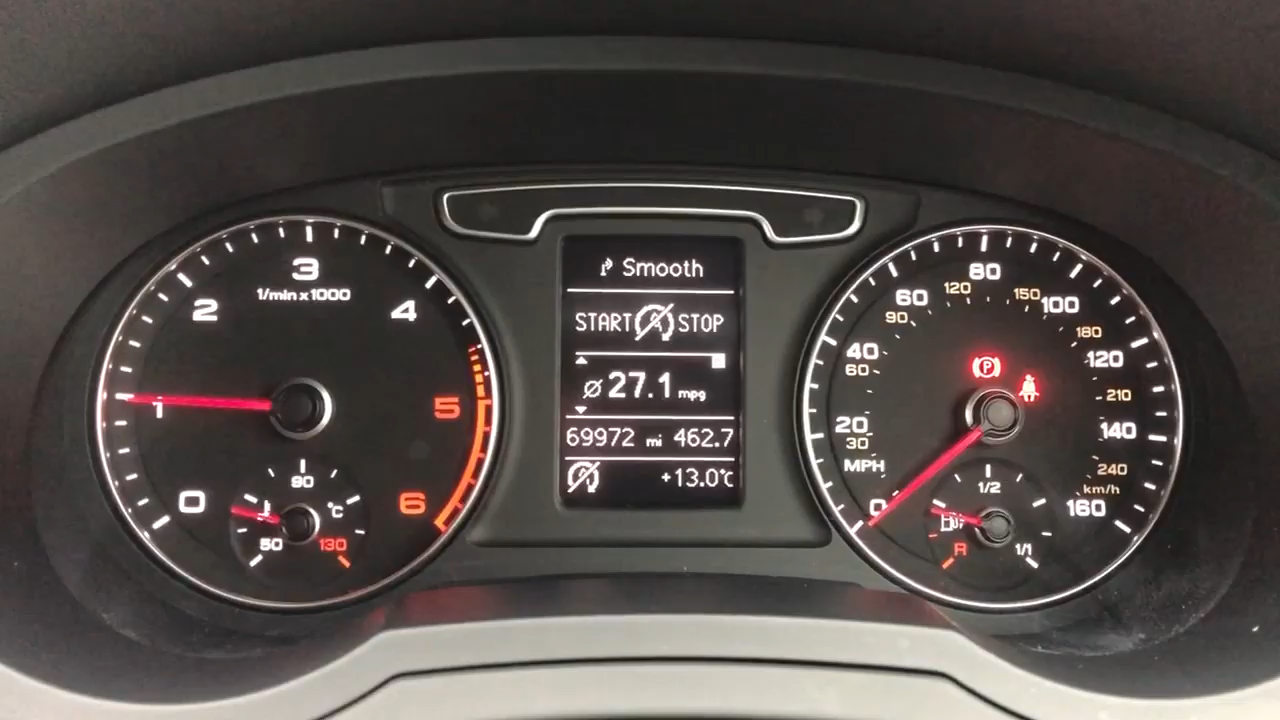 3
1/min x 1000
2
4
1
5
0
6
90
°C
50
130
Smooth
START A STOP
ø 27.1 mpg
69972 mi 462.7
+13.0°C
80
120
60
150
100
90
180
40
120
60
P
210
20
140
30
MPH
240
km/h
0
160
1/2
R
1/1